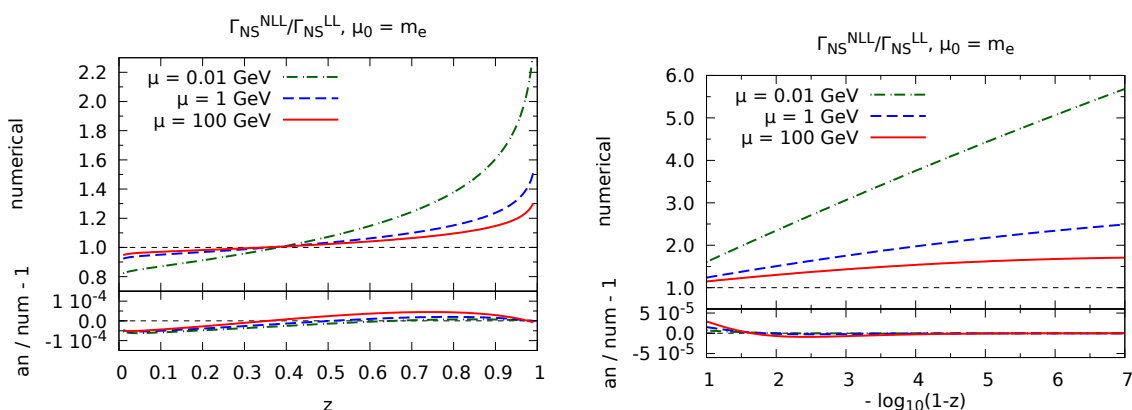 Γ_NS^NLL/Γ_NS^LL, μ_0 = m_e
numerical
2.2
2.0
1.8
1.6
1.4
1.2
1.0
0.8
μ = 0.01 GeV
μ = 1 GeV
μ = 100 GeV
an / num - 1
1 10^-4
0.0
-1 10^-4
0 0.1 0.2 0.3 0.4 0.5 0.6 0.7 0.8 0.9 1
z
Γ_NS^NLL/Γ_NS^LL, μ_0 = m_e
numerical
6.0
5.0
4.0
3.0
2.0
1.0
μ = 0.01 GeV
μ = 1 GeV
μ = 100 GeV
an / num - 1
5 10^-5
0.0
-5 10^-5
1 2 3 4 5 6 7
- log_10(1-z)